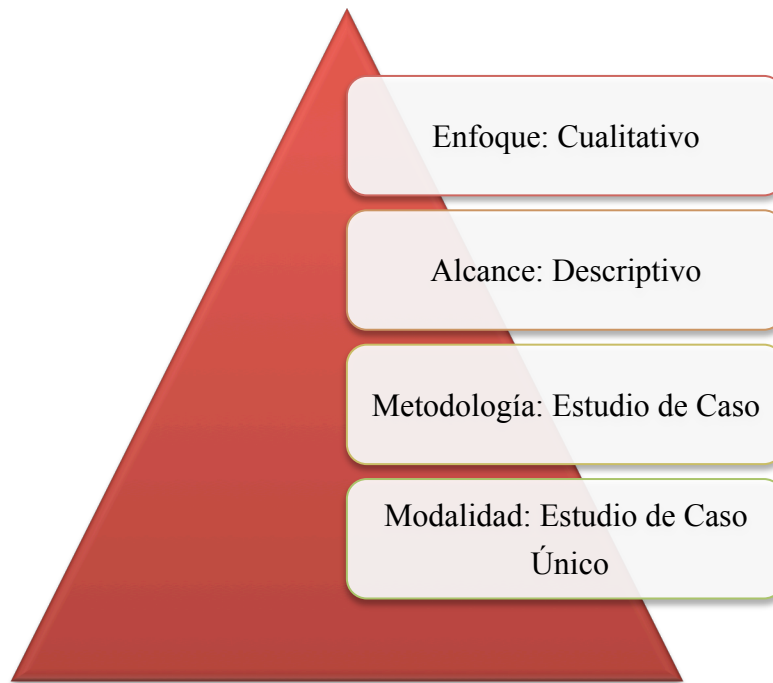 Enfoque: Cualitativo
Alcance: Descriptivo
Metodología: Estudio de Caso
Modalidad: Estudio de Caso
Único